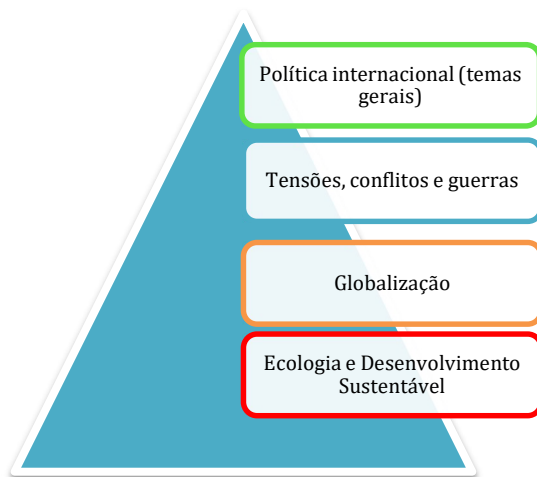 Política internacional (temas
gerais)
Tensões, conflitos e guerras
Globalização
Ecologia e Desenvolvimento
Sustentável